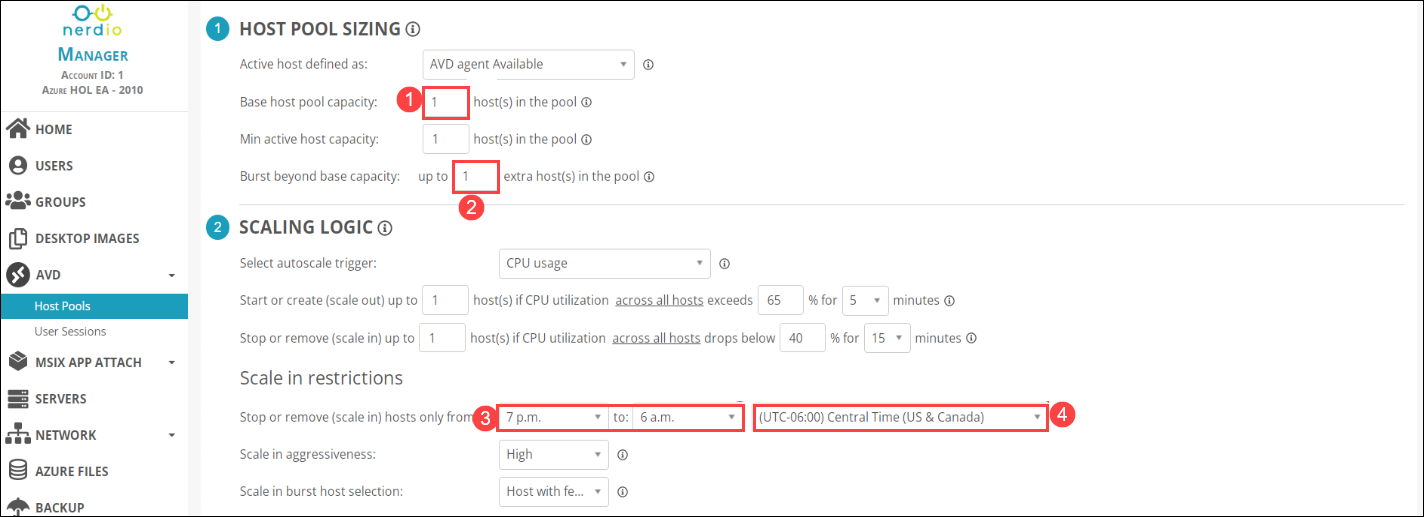 nerdio
MANAGER
ACCOUNT ID: 1
AZURE HOL EA - 2010
HOME
USERS
GROUPS
DESKTOP IMAGES
AVD
Host Pools
User Sessions
MSIX APP ATTACH
SERVERS
NETWORK
AZURE FILES
BACKUP
1 HOST POOL SIZING
Active host defined as: AVD agent Available
Base host pool capacity: 1 1 host(s) in the pool
Min active host capacity: 1 host(s) in the pool
Burst beyond base capacity: up to 1 extra host(s) in the pool
2
2 SCALING LOGIC
Select autoscale trigger: CPU usage
Start or create (scale out) up to 1 host(s) if CPU utilization across all hosts exceeds 65 % for 5 minutes
Stop or remove (scale in) up to 1 host(s) if CPU utilization across all hosts drops below 40 % for 15 minutes
Scale in restrictions
Stop or remove (scale in) hosts only from 3 7 p.m. to: 6 a.m. (UTC-06:00) Central Time (US & Canada) 4
Scale in aggressiveness: High
Scale in burst host selection: Host with fe...